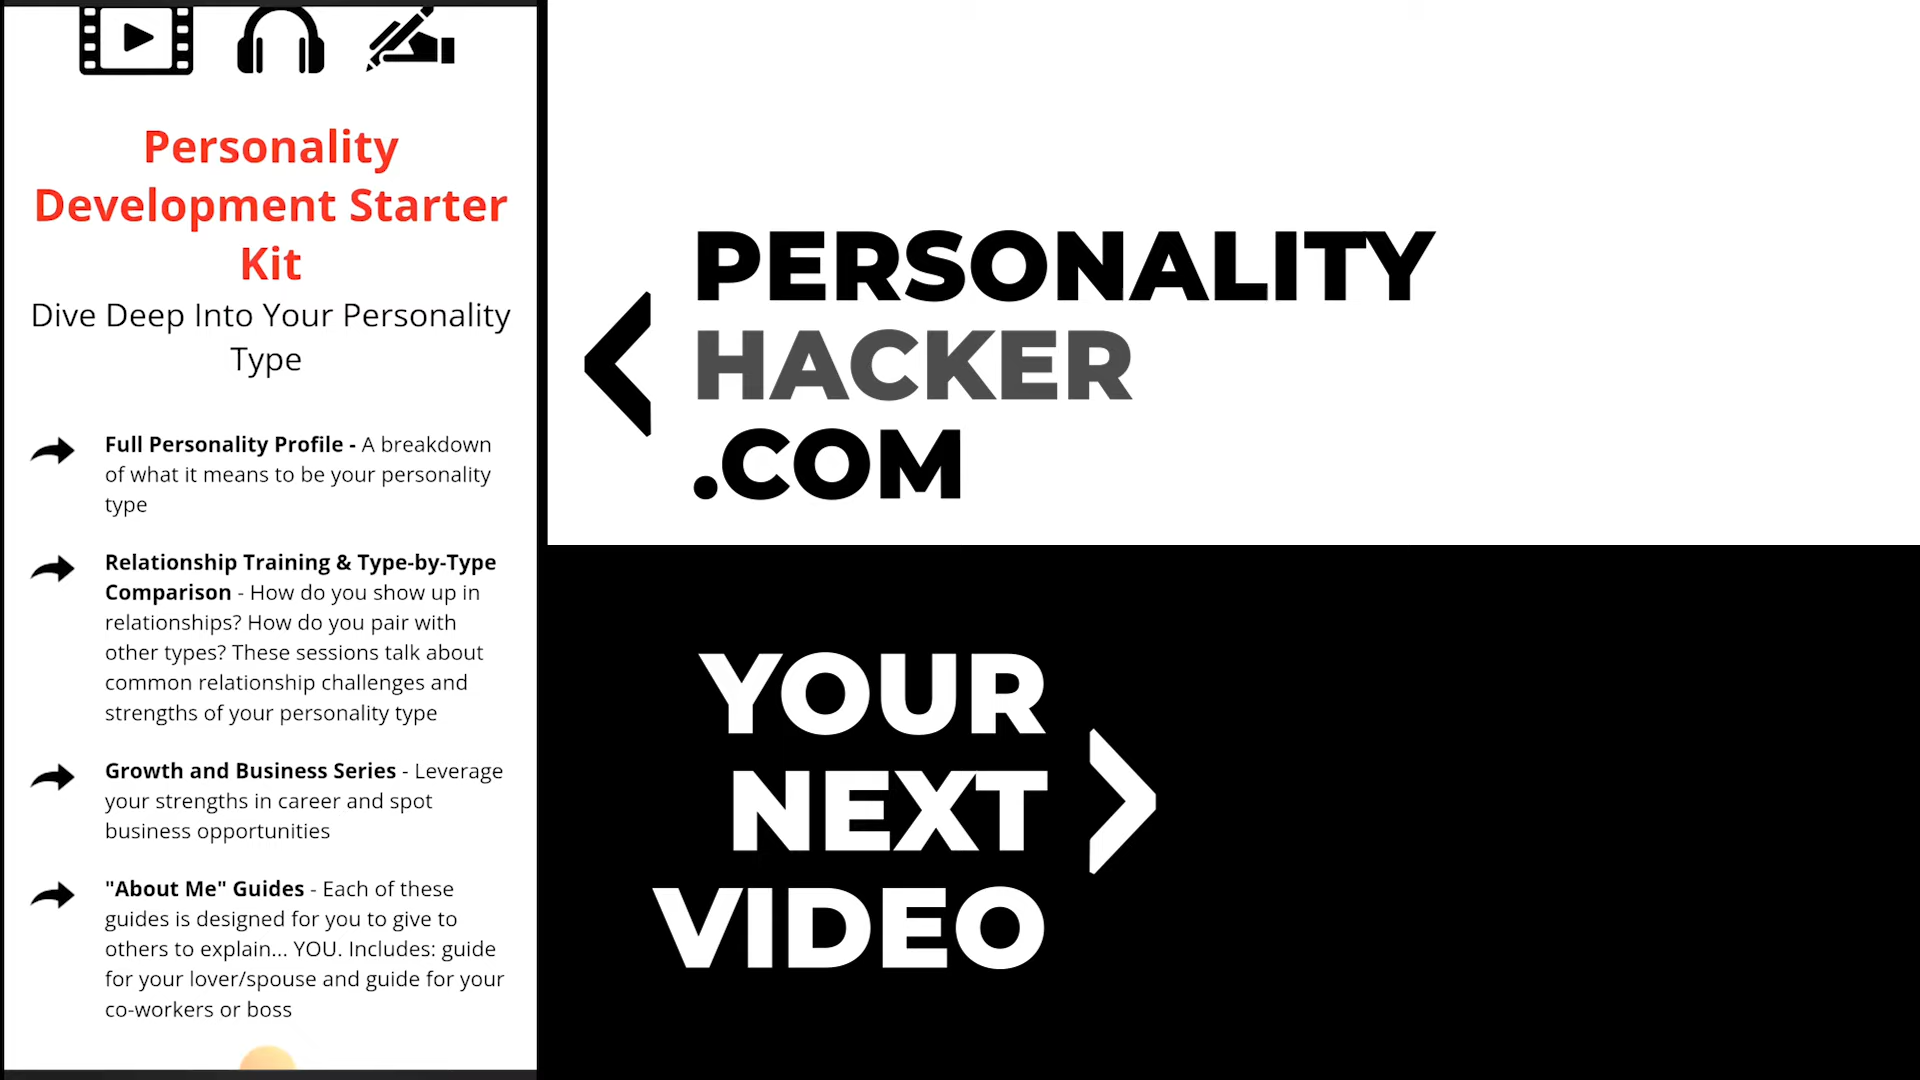 Personality
Development Starter
Kit
Dive Deep Into Your Personality
Type
Full Personality Profile - A breakdown
of what it means to be your personality
type
Relationship Training & Type-by-Type
Comparison - How do you show up in
relationships? How do you pair with
other types? These sessions talk about
common relationship challenges and
strengths of your personality type
Growth and Business Series - Leverage
your strengths in career and spot
business opportunities
"About Me" Guides - Each of these
guides is designed for you to give to
others to explain... YOU. Includes: guide
for your lover/spouse and guide for your
co-workers or boss
PERSONALITY
HACKER
.COM
YOUR
NEXT
VIDEO